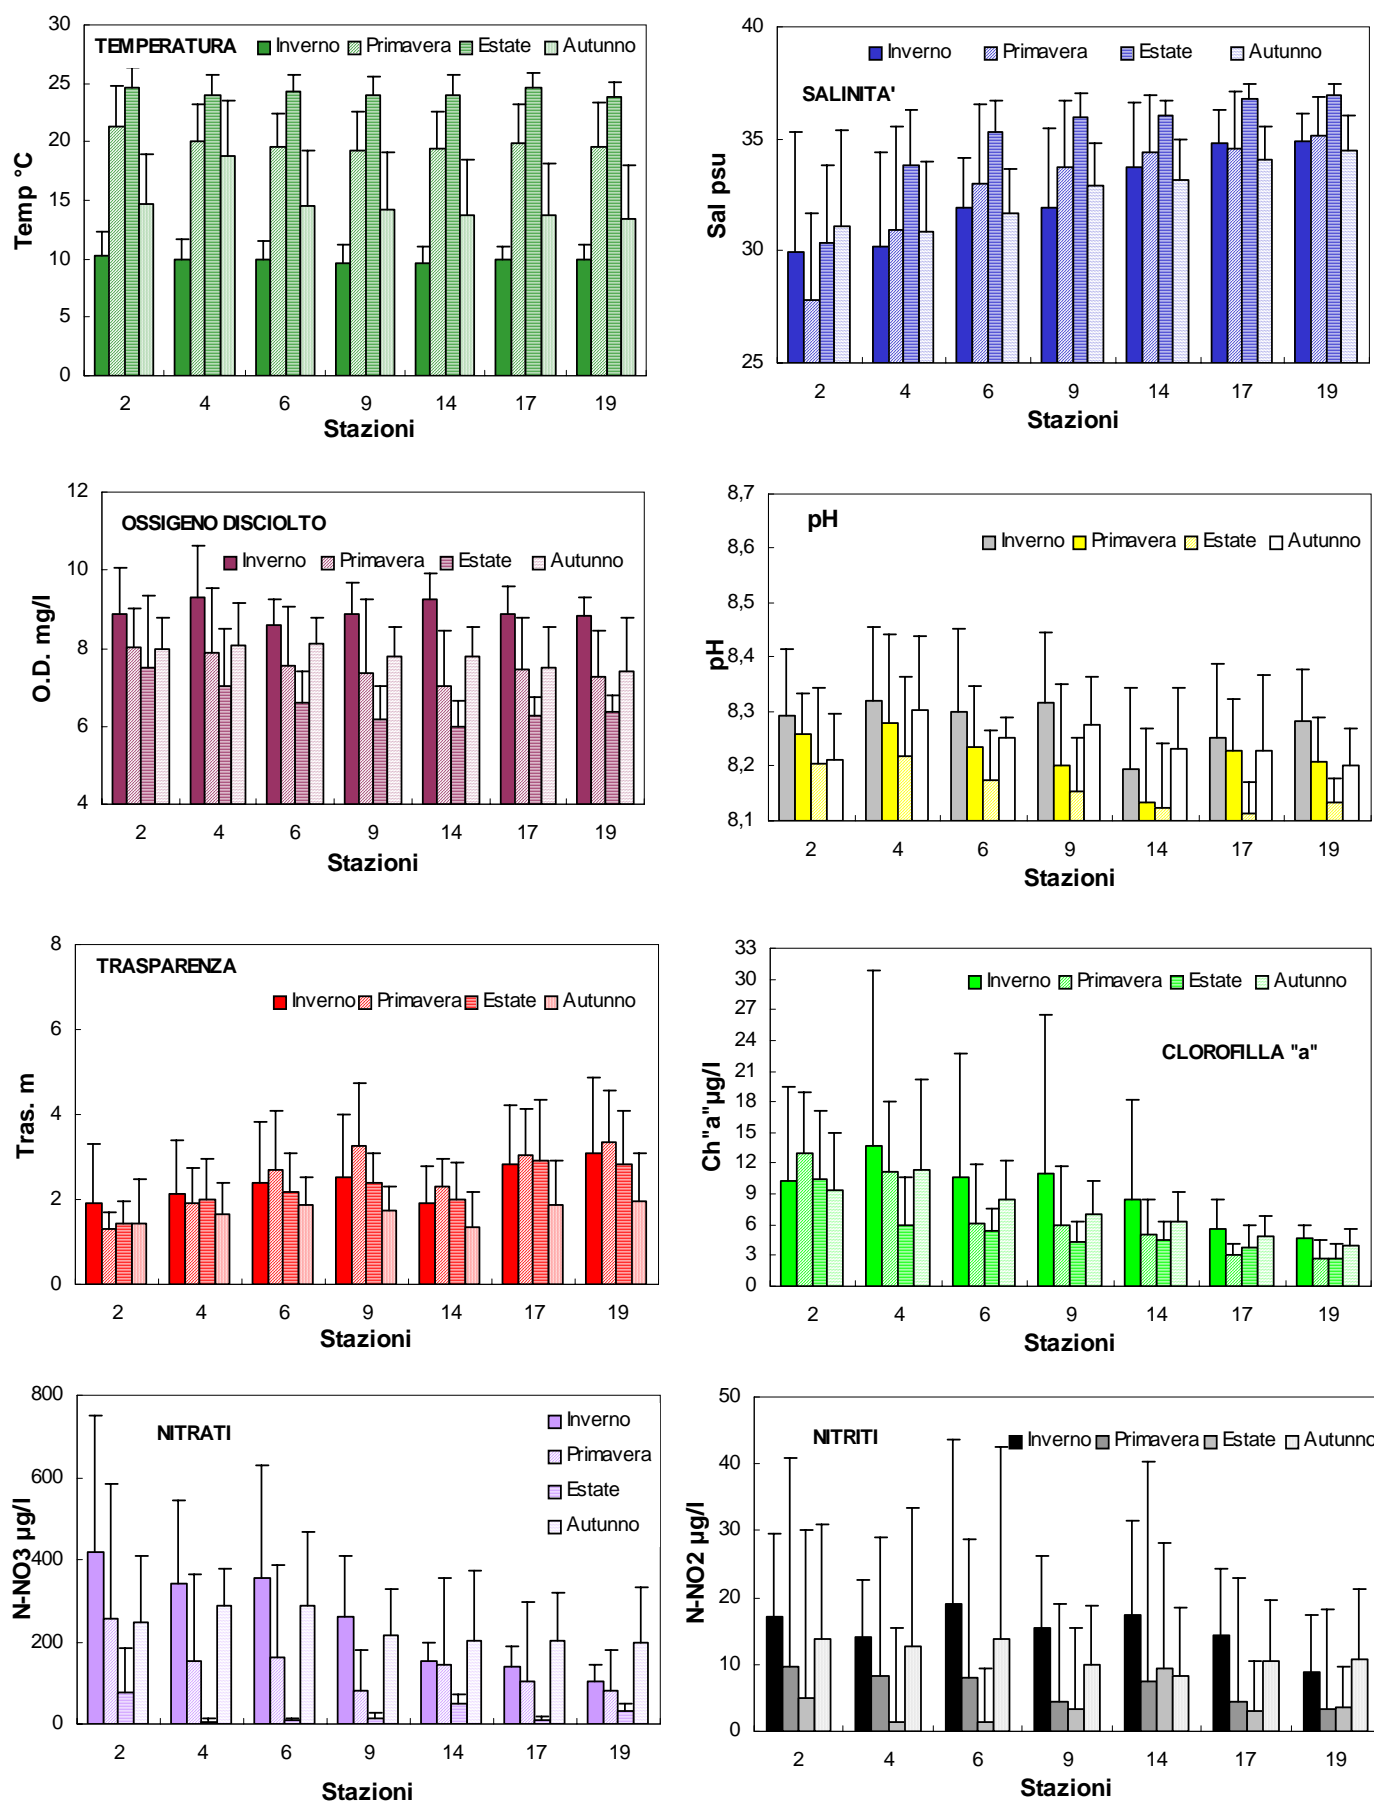 TEMPERATURA
Inverno Primavera Estate Autunno
30
25
20
15
10
5
0
Temp °C
2 4 6 9 14 17 19
Stazioni
Inverno Primavera Estate Autunno
SALINITA'
40
35
30
25
Sal psu
2 4 6 9 14 17 19
Stazioni
OSSIGENO DISCIOLTO
Inverno Primavera Estate Autunno
12
10
8
6
4
O.D. mg/l
2 4 6 9 14 17 19
Stazioni
pH
Inverno Primavera Estate Autunno
8,7
8,6
8,5
8,4
8,3
8,2
8,1
pH
2 4 6 9 14 17 19
Stazioni
TRASPARENZA
Inverno Primavera Estate Autunno
8
6
4
2
0
Tras. m
2 4 6 9 14 17 19
Stazioni
Inverno Primavera Estate Autunno
CLOROFILLA "a"
33
30
27
24
21
18
15
12
9
6
3
0
Ch"a"µg/l
2 4 6 9 14 17 19
Stazioni
NITRATI
Inverno
Primavera
Estate
Autunno
800
600
400
200
0
N-NO3 µg/l
2 4 6 9 14 17 19
Stazioni
NITRITI
Inverno Primavera Estate Autunno
50
40
30
20
10
0
N-NO2 µg/l
2 4 6 9 14 17 19
Stazioni